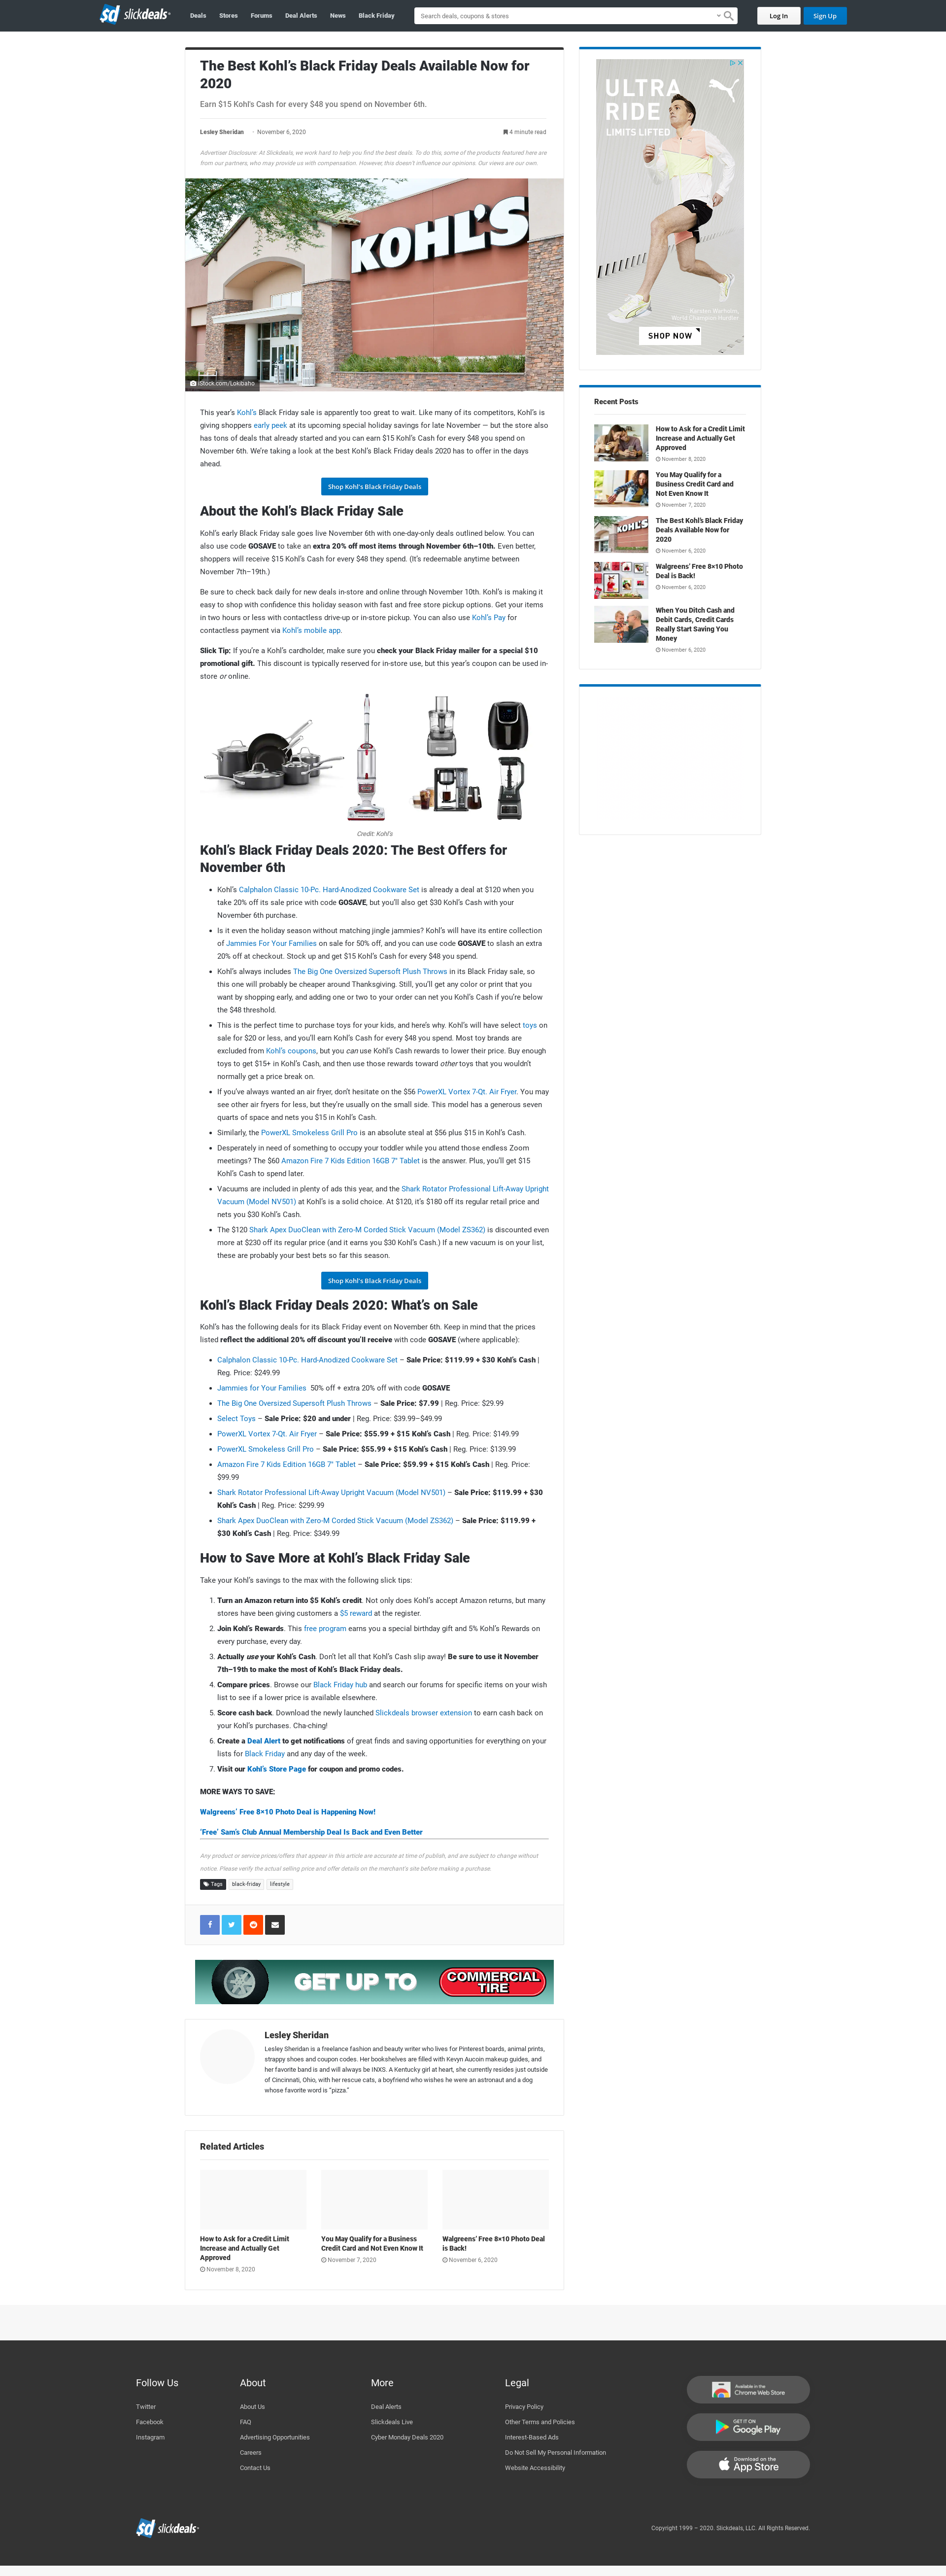 slickdeals
Deals Stores Forums Deal Alerts News Black Friday
Search deals, coupons & stores
Log In Sign Up
The Best Kohl's Black Friday Deals Available Now for
2020
Earn $15 Kohl's Cash for every $48 you spend on November 6th.
Lesley Sheridan · November 6, 2020 4 minute read
Advertiser Disclosure: At Slickdeals, we work hard to help you find the best deals. To do this, some of the products featured here are
from our partners, who may provide us with compensation. However, this doesn't influence our opinions. Our views are our own.
KOHL'S
iStock.com/Lokibaho
This year's Kohl's Black Friday sale is apparently too great to wait. Like many of its competitors, Kohl's is
giving shoppers early peek at its upcoming special holiday savings for late November — but the store also
has tons of deals that already started and you can earn $15 Kohl's Cash for every $48 you spend on
November 6th. We're taking a look at the best Kohl's Black Friday deals 2020 has to offer in the days
ahead.
Shop Kohl's Black Friday Deals
About the Kohl's Black Friday Sale
Kohl's early Black Friday sale goes live November 6th with one-day-only deals outlined below. You can
also use code GOSAVE to take an extra 20% off most items through November 6th–10th. Even better,
shoppers will receive $15 Kohl's Cash for every $48 they spend. (It's redeemable anytime between
November 7th–19th.)
Be sure to check back daily for new deals in-store and online through November 10th. Kohl's is making it
easy to shop with confidence this holiday season with fast and free store pickup options. Get your items
in two hours or less with contactless drive-up or in-store pickup. You can also use Kohl's Pay for
contactless payment via Kohl's mobile app.
Slick Tip: If you're a Kohl's cardholder, make sure you check your Black Friday mailer for a special $10
promotional gift. This discount is typically reserved for in-store use, but this year's coupon can be used in-
store or online.
Credit: Kohl's
Kohl's Black Friday Deals 2020: The Best Offers for
November 6th
• Kohl's Calphalon Classic 10-Pc. Hard-Anodized Cookware Set is already a deal at $120 when you
take 20% off its sale price with code GOSAVE, but you'll also get $30 Kohl's Cash with your
November 6th purchase.
• Is it even the holiday season without matching jingle jammies? Kohl's will have its entire collection
of Jammies For Your Families on sale for 50% off, and you can use code GOSAVE to slash an extra
20% off at checkout. Stock up and get $15 Kohl's Cash for every $48 you spend.
• Kohl's always includes The Big One Oversized Supersoft Plush Throws in its Black Friday sale, so
this one will probably be cheaper around Thanksgiving. Still, you'll get any color or print that you
want by shopping early, and adding one or two to your order can net you Kohl's Cash if you're below
the $48 threshold.
• This is the perfect time to purchase toys for your kids, and here's why. Kohl's will have select toys on
sale for $20 or less, and you'll earn Kohl's Cash for every $48 you spend. Most toy brands are
excluded from Kohl's coupons, but you can use Kohl's Cash rewards to lower their price. Buy enough
toys to get $15+ in Kohl's Cash, and then use those rewards toward other toys that you wouldn't
normally get a price break on.
• If you've always wanted an air fryer, don't hesitate on the $56 PowerXL Vortex 7-Qt. Air Fryer. You may
see other air fryers for less, but they're usually on the small side. This model has a generous seven
quarts of space and nets you $15 in Kohl's Cash.
• Similarly, the PowerXL Smokeless Grill Pro is an absolute steal at $56 plus $15 in Kohl's Cash.
• Desperately in need of something to occupy your toddler while you attend those endless Zoom
meetings? The $60 Amazon Fire 7 Kids Edition 16GB 7" Tablet is the answer. Plus, you'll get $15
Kohl's Cash to spend later.
• Vacuums are included in plenty of ads this year, and the Shark Rotator Professional Lift-Away Upright
Vacuum (Model NV501) at Kohl's is a solid choice. At $120, it's $180 off its regular retail price and
nets you $30 Kohl's Cash.
• The $120 Shark Apex DuoClean with Zero-M Corded Stick Vacuum (Model ZS362) is discounted even
more at $230 off its regular price (and it earns you $30 Kohl's Cash.) If a new vacuum is on your list,
these are probably your best bets so far this season.
Shop Kohl's Black Friday Deals
Kohl's Black Friday Deals 2020: What's on Sale
Kohl's has the following deals for its Black Friday event on November 6th. Keep in mind that the prices
listed reflect the additional 20% off discount you'll receive with code GOSAVE (where applicable):
• Calphalon Classic 10-Pc. Hard-Anodized Cookware Set – Sale Price: $119.99 + $30 Kohl's Cash |
Reg. Price: $249.99
• Jammies for Your Families 50% off + extra 20% off with code GOSAVE
• The Big One Oversized Supersoft Plush Throws – Sale Price: $7.99 | Reg. Price: $29.99
• Select Toys – Sale Price: $20 and under | Reg. Price: $39.99–$49.99
• PowerXL Vortex 7-Qt. Air Fryer – Sale Price: $55.99 + $15 Kohl's Cash | Reg. Price: $149.99
• PowerXL Smokeless Grill Pro – Sale Price: $55.99 + $15 Kohl's Cash | Reg. Price: $139.99
• Amazon Fire 7 Kids Edition 16GB 7" Tablet – Sale Price: $59.99 + $15 Kohl's Cash | Reg. Price:
$99.99
• Shark Rotator Professional Lift-Away Upright Vacuum (Model NV501) – Sale Price: $119.99 + $30
Kohl's Cash | Reg. Price: $299.99
• Shark Apex DuoClean with Zero-M Corded Stick Vacuum (Model ZS362) – Sale Price: $119.99 +
$30 Kohl's Cash | Reg. Price: $349.99
How to Save More at Kohl's Black Friday Sale
Take your Kohl's savings to the max with the following slick tips:
1. Turn an Amazon return into $5 Kohl's credit. Not only does Kohl's accept Amazon returns, but many
stores have been giving customers a $5 reward at the register.
2. Join Kohl's Rewards. This free program earns you a special birthday gift and 5% Kohl's Rewards on
every purchase, every day.
3. Actually use your Kohl's Cash. Don't let all that Kohl's Cash slip away! Be sure to use it November
7th–19th to make the most of Kohl's Black Friday deals.
4. Compare prices. Browse our Black Friday hub and search our forums for specific items on your wish
list to see if a lower price is available elsewhere.
5. Score cash back. Download the newly launched Slickdeals browser extension to earn cash back on
your Kohl's purchases. Cha-ching!
6. Create a Deal Alert to get notifications of great finds and saving opportunities for everything on your
lists for Black Friday and any day of the week.
7. Visit our Kohl's Store Page for coupon and promo codes.
MORE WAYS TO SAVE:
Walgreens' Free 8×10 Photo Deal is Happening Now!
'Free' Sam's Club Annual Membership Deal Is Back and Even Better
Any product or service prices/offers that appear in this article are accurate at time of publish, and are subject to change without
notice. Please verify the actual selling price and offer details on the merchant's site before making a purchase.
Tags black-friday lifestyle
GET UP TO COMMERCIAL TIRE
Lesley Sheridan
Lesley Sheridan is a freelance fashion and beauty writer who lives for Pinterest boards, animal prints,
strappy shoes and coupon codes. Her bookshelves are filled with Kevyn Aucoin makeup guides, and
her favorite band is and will always be INXS. A Kentucky girl at heart, she currently resides just outside
of Cincinnati, Ohio, with her rescue cats, a boyfriend who wishes he were an astronaut and a dog
whose favorite word is "pizza."
Related Articles
How to Ask for a Credit Limit
Increase and Actually Get
Approved
November 8, 2020
You May Qualify for a Business
Credit Card and Not Even Know It
November 7, 2020
Walgreens' Free 8×10 Photo Deal
is Back!
November 6, 2020
ULTRA
RIDE
LIMITS LIFTED
Karsten Warholm,
World Champion Hurdler
SHOP NOW
Recent Posts
How to Ask for a Credit Limit
Increase and Actually Get
Approved
November 8, 2020
You May Qualify for a
Business Credit Card and
Not Even Know It
November 7, 2020
The Best Kohl's Black Friday
Deals Available Now for
2020
November 6, 2020
Walgreens' Free 8×10 Photo
Deal is Back!
November 6, 2020
When You Ditch Cash and
Debit Cards, Credit Cards
Really Start Saving You
Money
November 6, 2020
Follow Us
Twitter
Facebook
Instagram
About
About Us
FAQ
Advertising Opportunities
Careers
Contact Us
More
Deal Alerts
Slickdeals Live
Cyber Monday Deals 2020
Legal
Privacy Policy
Other Terms and Policies
Interest-Based Ads
Do Not Sell My Personal Information
Website Accessibility
Available in the
Chrome Web Store
GET IT ON
Google Play
Download on the
App Store
slickdeals
Copyright 1999 – 2020. Slickdeals, LLC. All Rights Reserved.